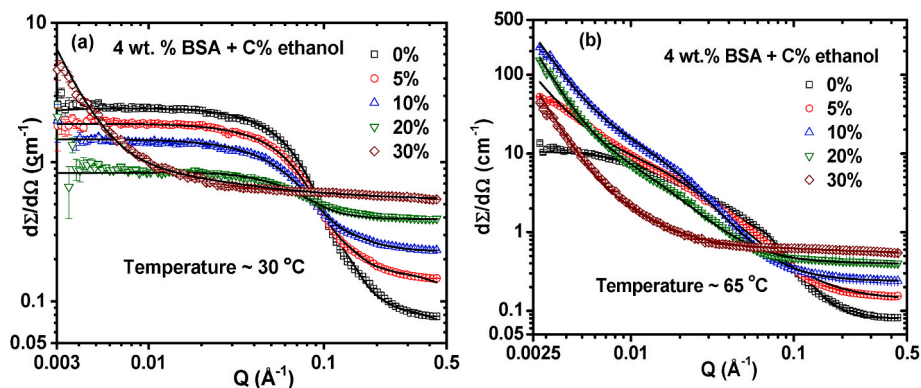 (a)
4 wt. % BSA + C% ethanol
0%
5%
10%
20%
30%
Temperature ~ 30 °C
dΣ/dΩ (cm⁻¹)
10
1
0.1
0.05
0.003
0.01
0.1
0.5
Q (Å⁻¹)
(b)
4 wt.% BSA + C% ethanol
0%
5%
10%
20%
30%
Temperature ~ 65 °C
dΣ/dΩ (cm⁻¹)
500
100
10
1
0.1
0.05
0.0025
0.01
0.1
0.5
Q (Å⁻¹)